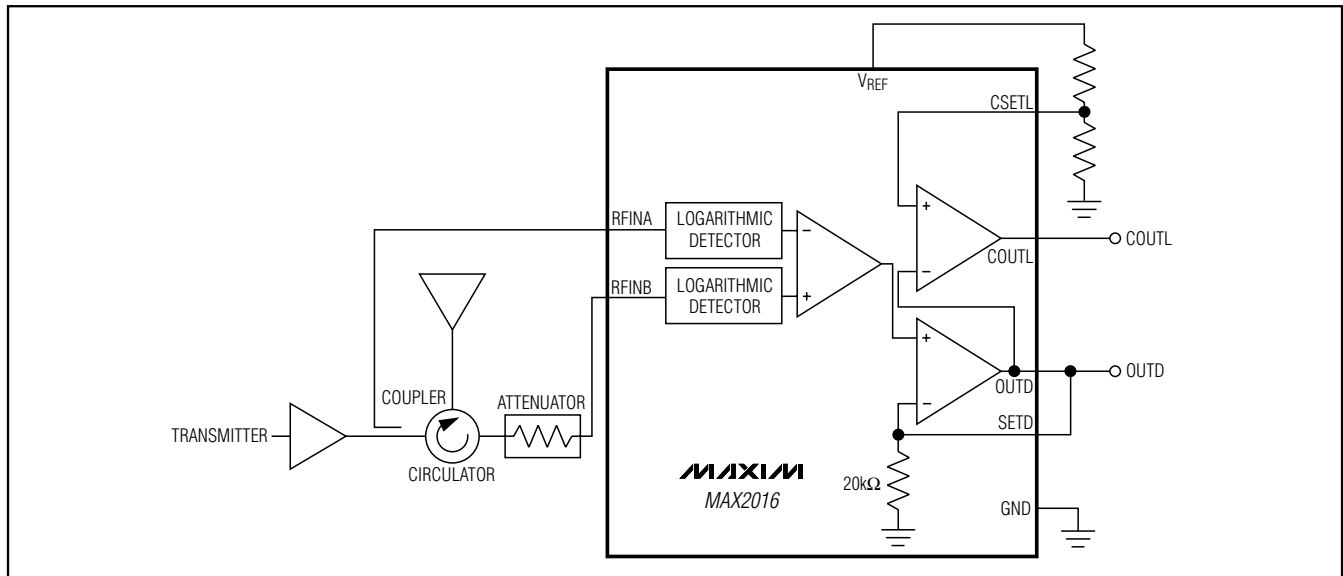 VREF
CSETL
RFINA
LOGARITHMIC
DETECTOR
−
+
−
COUTL
COUTL
RFINB
LOGARITHMIC
DETECTOR
+
+
−
OUTD
OUTD
SETD
COUPLER
ATTENUATOR
TRANSMITTER
CIRCULATOR
MAXIM
MAX2016
20kΩ
GND